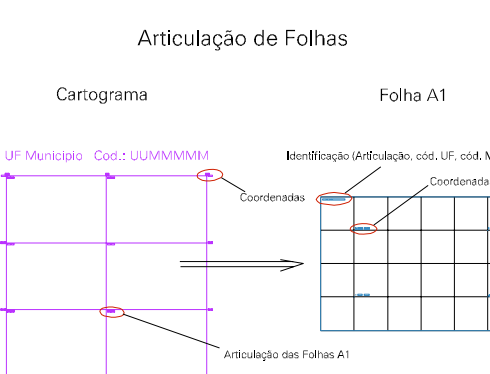 Articulação de Folhas
Cartograma
Folha A1
UF Municipio Cod.: UUMMMMM
Identificação (Articulação, cód. UF, cód. M
Coordenada
Coordenadas
Articulação das Folhas A1